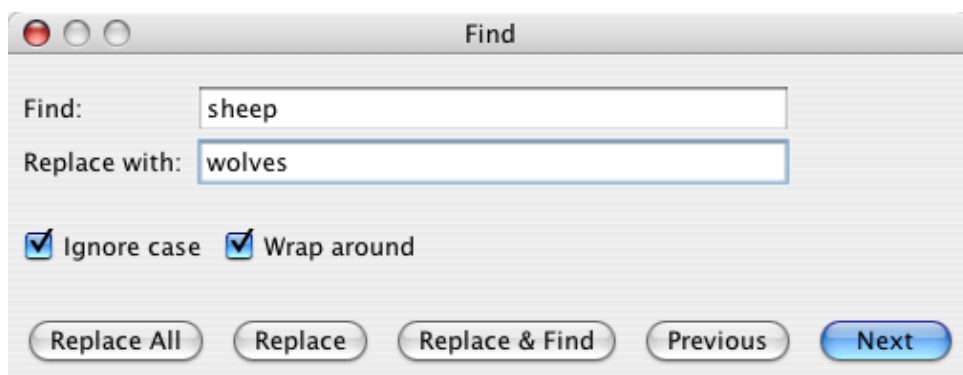 Find
Find: sheep
Replace with: wolves
Ignore case Wrap around
Replace All Replace Replace & Find Previous Next